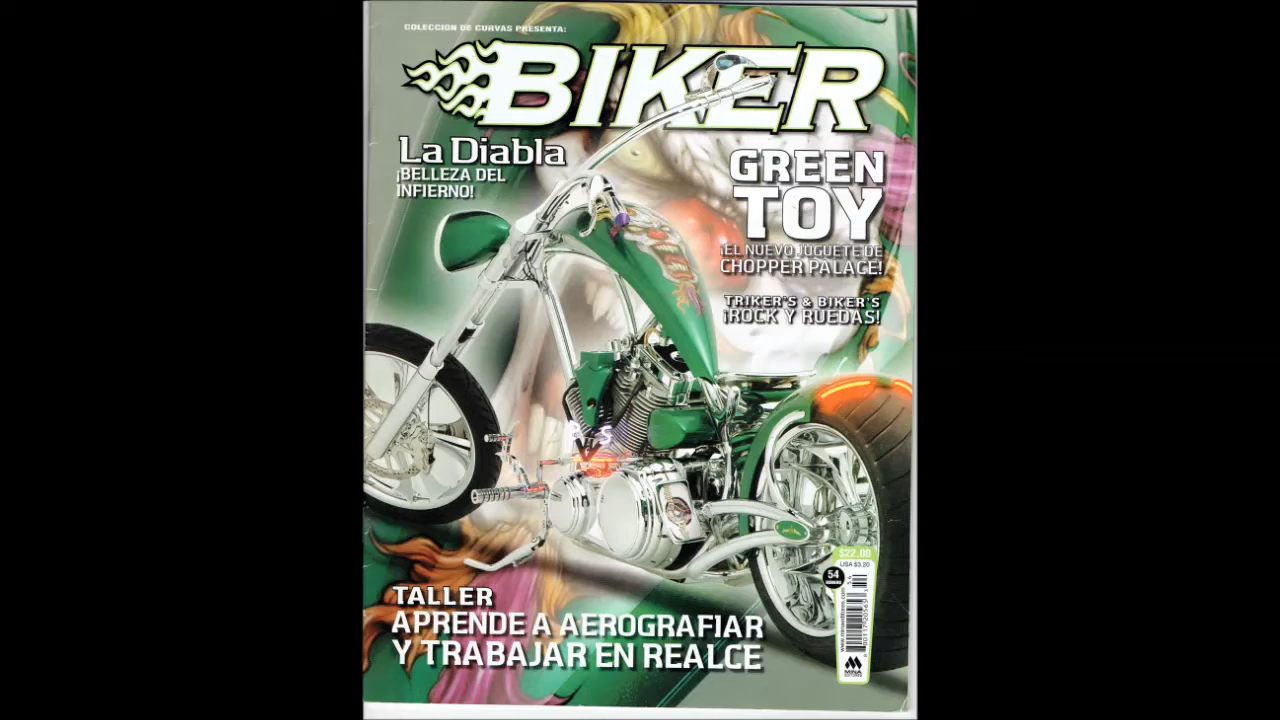 COLECCION DE CURVAS PRESENTA:
BIKER
La Diabla
¡BELLEZA DEL
INFIERNO!
GREEN
TOY
¡EL NUEVO JUGUETE DE
CHOPPER PALACE!
TRIKER'S & BIKER'S
¡ROCK Y RUEDAS!
TALLER
APRENDE A AEROGRAFIAR
Y TRABAJAR EN REALCE
$22.00
USA $3.20
54
MINA